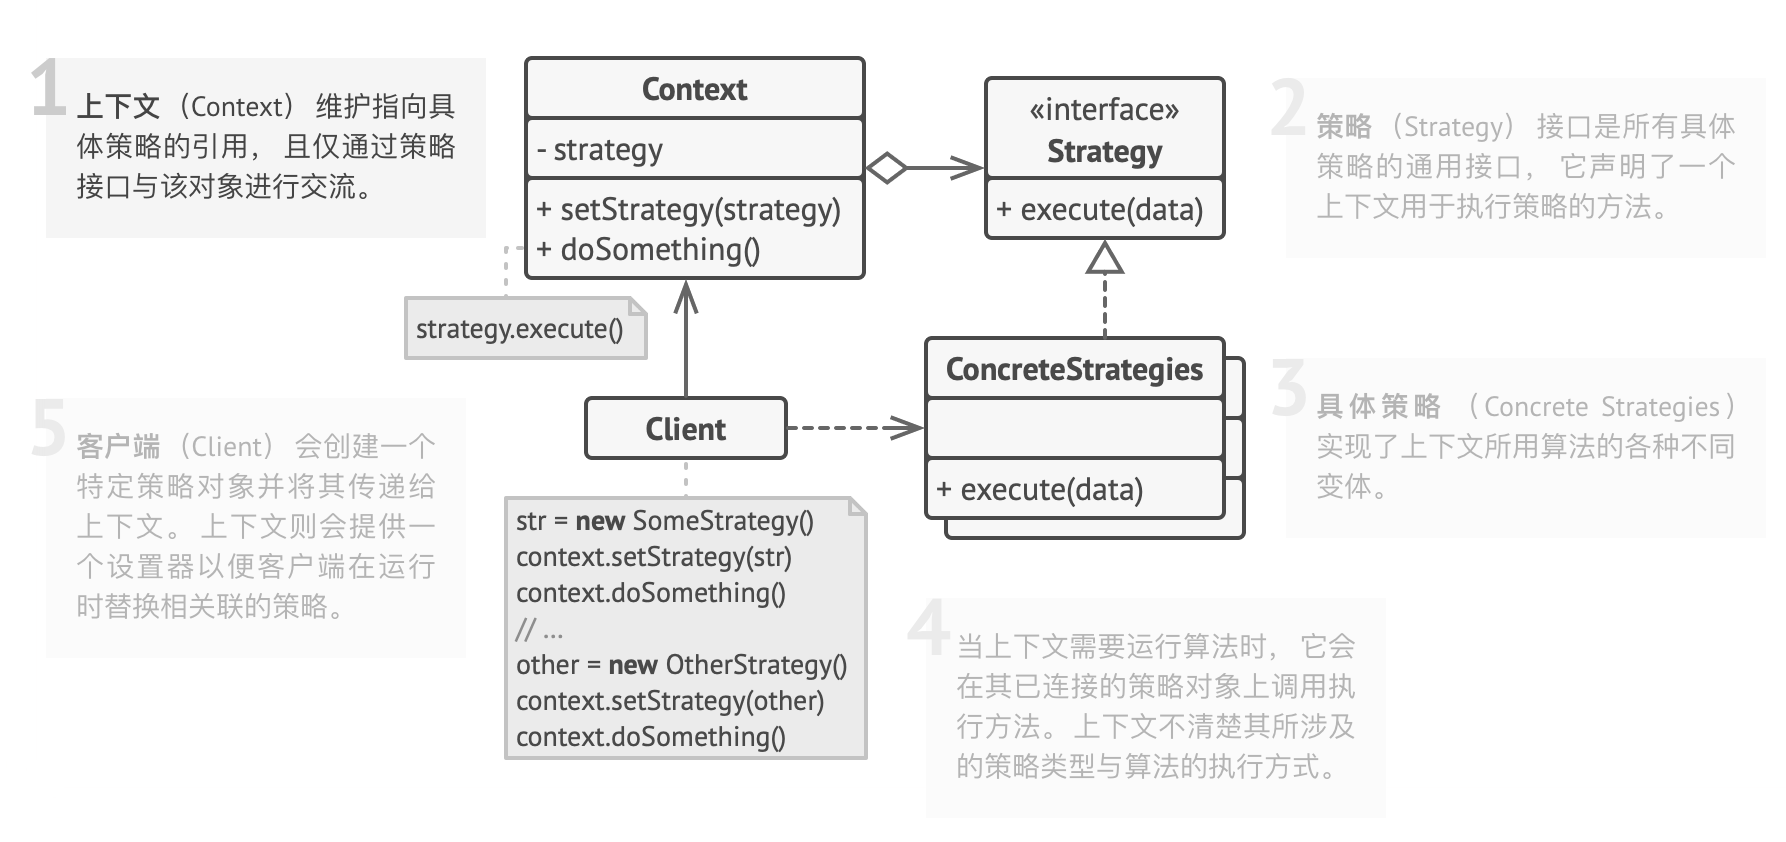 1
上下文 （Context） 维护指向具
体策略的引用， 且仅通过策略
接口与该对象进行交流。
Context
- strategy
+ setStrategy(strategy)
+ doSomething()
strategy.execute()
«interface»
Strategy
+ execute(data)
2
策略 （Strategy） 接口是所有具体
策略的通用接口， 它声明了一个
上下文用于执行策略的方法。
ConcreteStrategies
+ execute(data)
3
具体策略 （Concrete Strategies）
实现了上下文所用算法的各种不同
变体。
5
客户端 （Client） 会创建一个
特定策略对象并将其传递给
上下文。 上下文则会提供一
个设置器以便客户端在运行
时替换相关联的策略。
Client
str = new SomeStrategy()
context.setStrategy(str)
context.doSomething()
// ...
other = new OtherStrategy()
context.setStrategy(other)
context.doSomething()
4
当上下文需要运行算法时， 它会
在其已连接的策略对象上调用执
行方法。 上下文不清楚其所涉及
的策略类型与算法的执行方式。